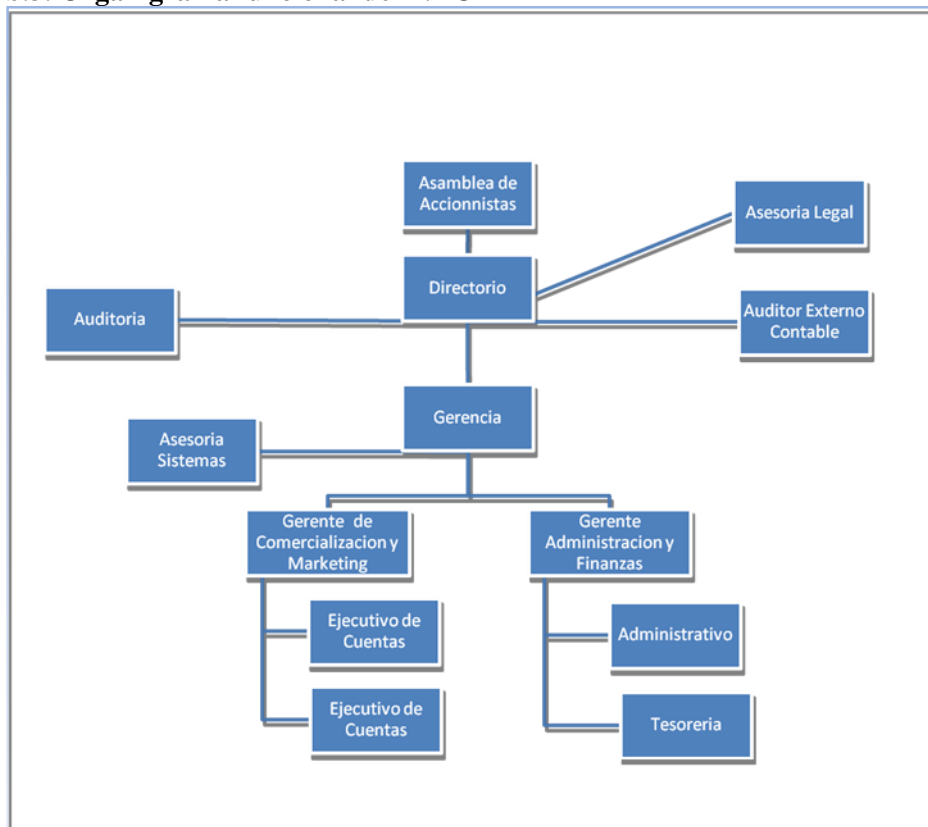 Asamblea de
Accionnistas
Asesoria Legal
Directorio
Auditoria
Auditor Externo
Contable
Gerencia
Asesoria
Sistemas
Gerente de
Comercializacion y
Marketing
Gerente
Administracion y
Finanzas
Ejecutivo de
Cuentas
Administrativo
Ejecutivo de
Cuentas
Tesoreria